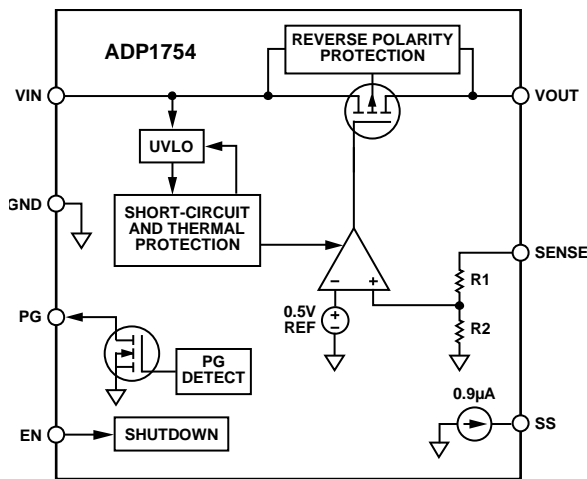 ADP1754
REVERSE POLARITY
PROTECTION
VIN
VOUT
UVLO
GND
SHORT-CIRCUIT
AND THERMAL
PROTECTION
SENSE
R1
R2
–
+
0.5V
REF
+
–
PG
PG
DETECT
0.9µA
SS
EN
SHUTDOWN